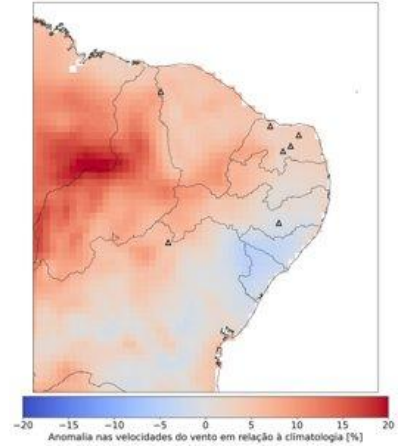 −20 −15 −10 −5 0 5 10 15 20
Anomalia nas velocidades do vento em relação à climatologia [%]